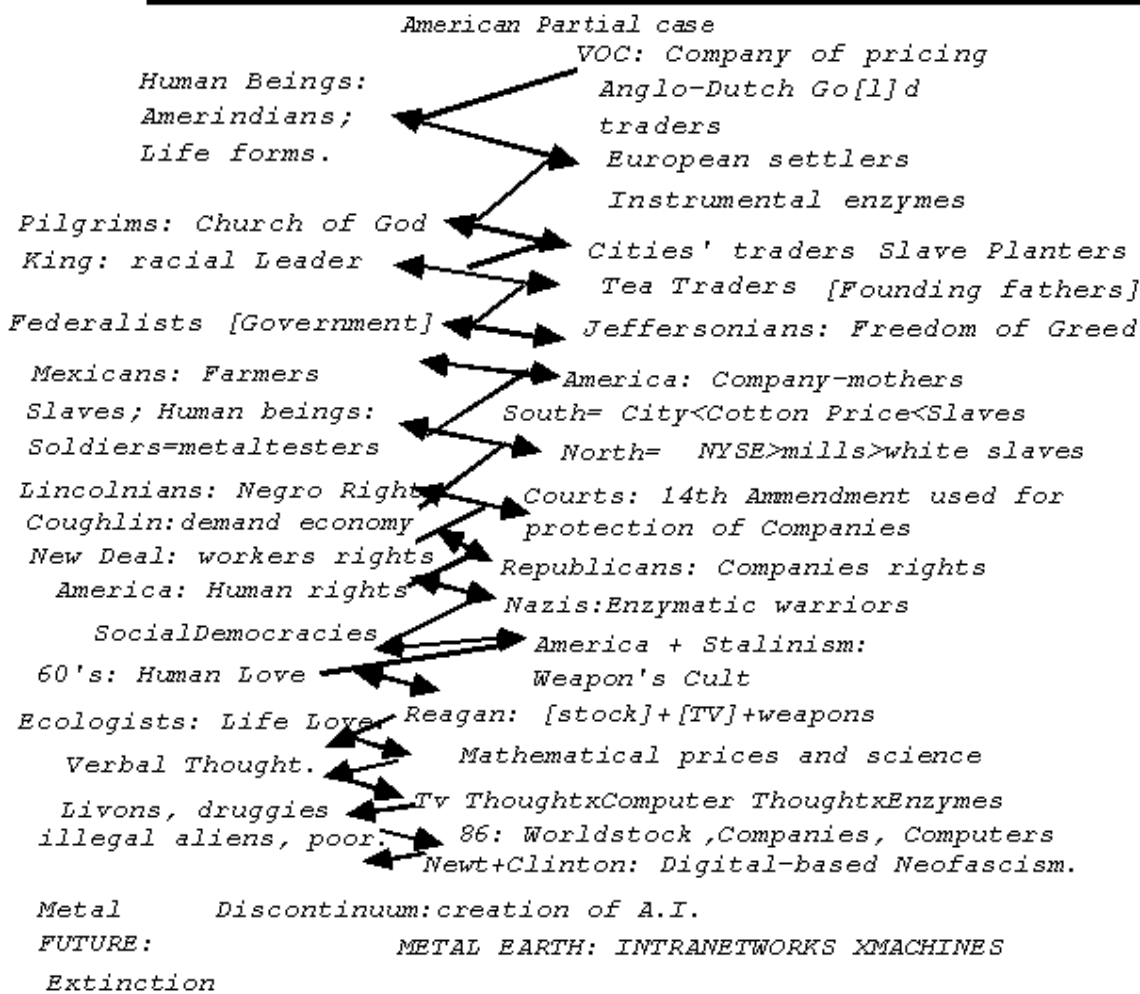 American Partial case
VOC: Company of pricing
Human Beings:
Anglo-Dutch Go[l]d
Amerindians;
traders
Life forms.
European settlers
Instrumental enzymes
Pilgrims: Church of God
Cities' traders Slave Planters
King: racial Leader
Tea Traders [Founding fathers]
Federalists [Government]
Jeffersonians: Freedom of Greed
Mexicans: Farmers
America: Company-mothers
Slaves; Human beings:
South= City<Cotton Price<Slaves
Soldiers=metaltesters
North= NYSE>mills>white slaves
Lincolnians: Negro Right
Courts: 14th Ammendment used for
Coughlin:demand economy
protection of Companies
New Deal: workers rights
Republicans: Companies rights
America: Human rights
Nazis:Enzymatic warriors
SocialDemocracies
America + Stalinism:
60's: Human Love
Weapon's Cult
Ecologists: Life Love.
Reagan: [stock]+[TV]+weapons
Verbal Thought.
Mathematical prices and science
Livons, druggies
Tv ThoughtxComputer ThoughtxEnzymes
illegal aliens, poor.
86: Worldstock ,Companies, Computers
Newt+Clinton: Digital-based Neofascism.
Metal Discontinuum:creation of A.I.
FUTURE: METAL EARTH: INTRANETWORKS XMACHINES
Extinction